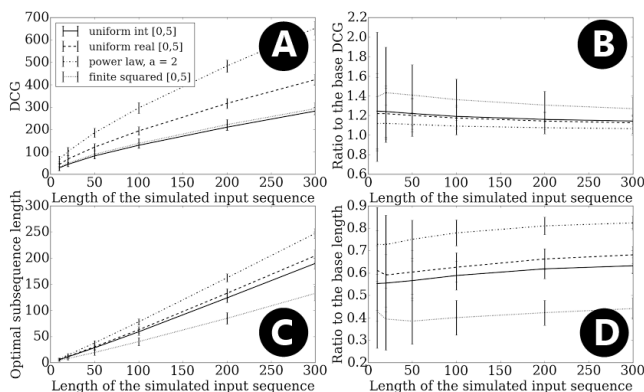 700
600
500
400
300
200
100
0
DCG
uniform int [0,5]
uniform real [0,5]
power law, a = 2
finite squared [0,5]
A
0 50 100 150 200 250 300
Length of the simulated input sequence
2.2
2.0
1.8
1.6
1.4
1.2
1.0
0.8
0.6
Ratio to the base DCG
B
0 50 100 150 200 250 300
Length of the simulated input sequence
300
250
200
150
100
50
0
Optimal subsequence length
C
0 50 100 150 200 250 300
Length of the simulated input sequence
0.9
0.8
0.7
0.6
0.5
0.4
0.3
0.2
Ratio to the base length
D
0 50 100 150 200 250 300
Length of the simulated input sequence